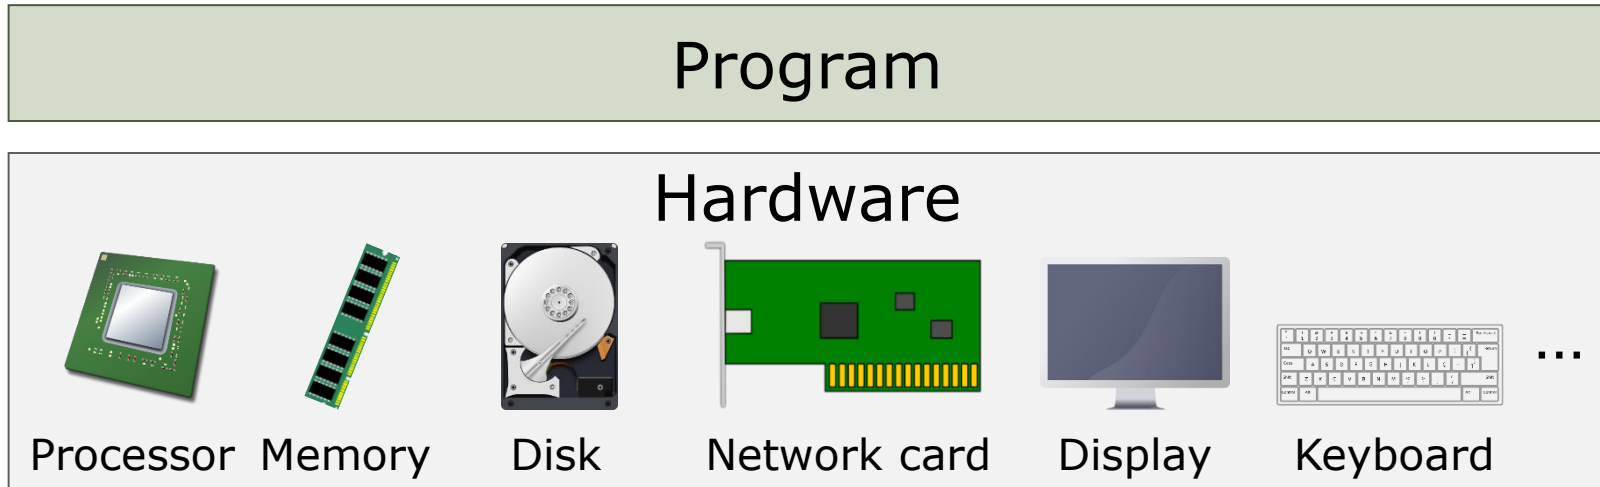 Program
Hardware
...
Processor Memory Disk Network card Display Keyboard